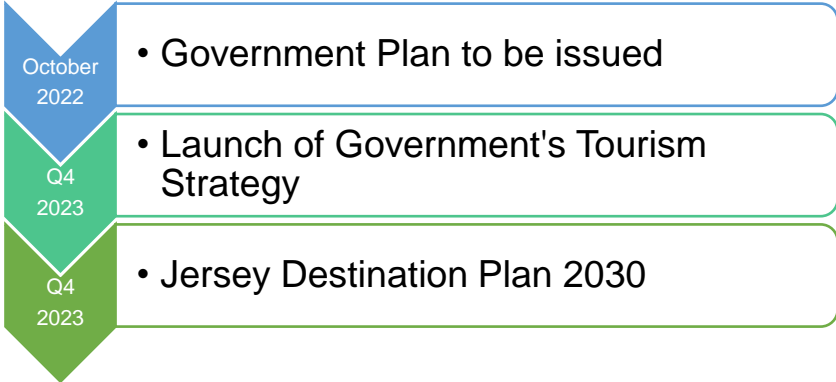 October
2022
• Government Plan to be issued
Q4
2023
• Launch of Government's Tourism
Strategy
Q4
2023
• Jersey Destination Plan 2030